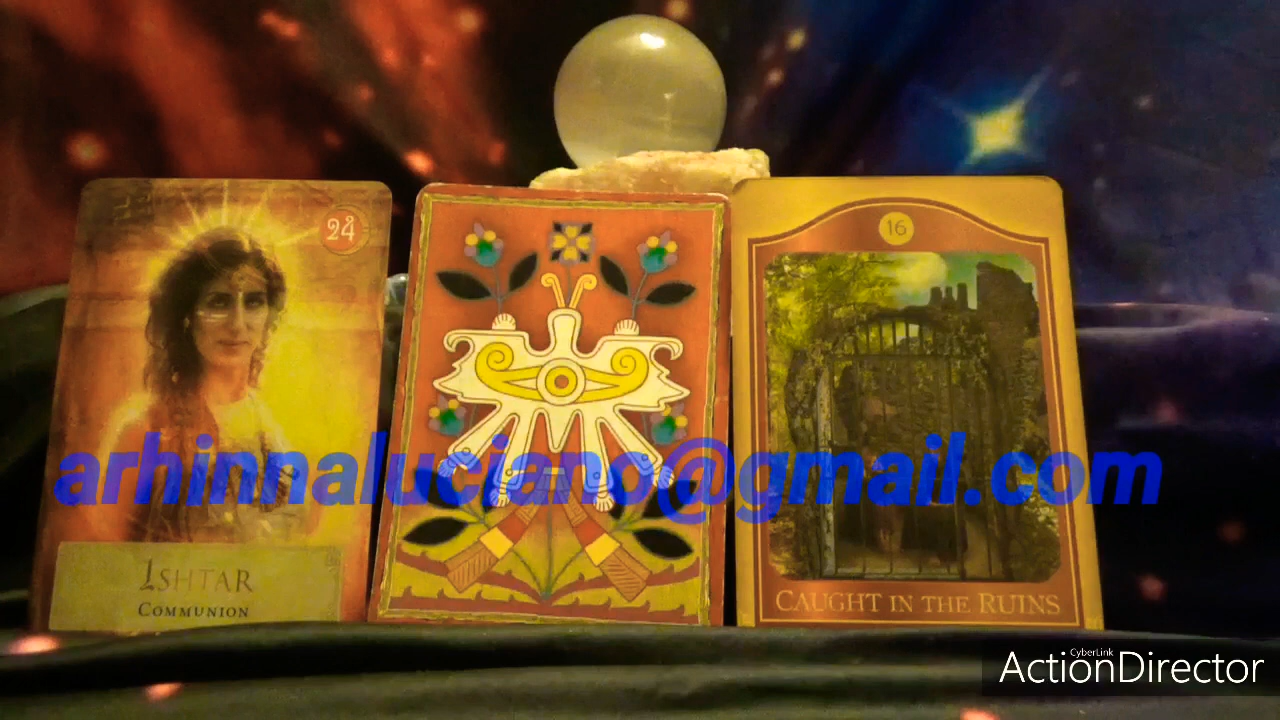 24
16
arhinnaluciano@gmail.com
ISHTAR
COMMUNION
CAUGHT IN THE RUINS
CyberLink
ActionDirector